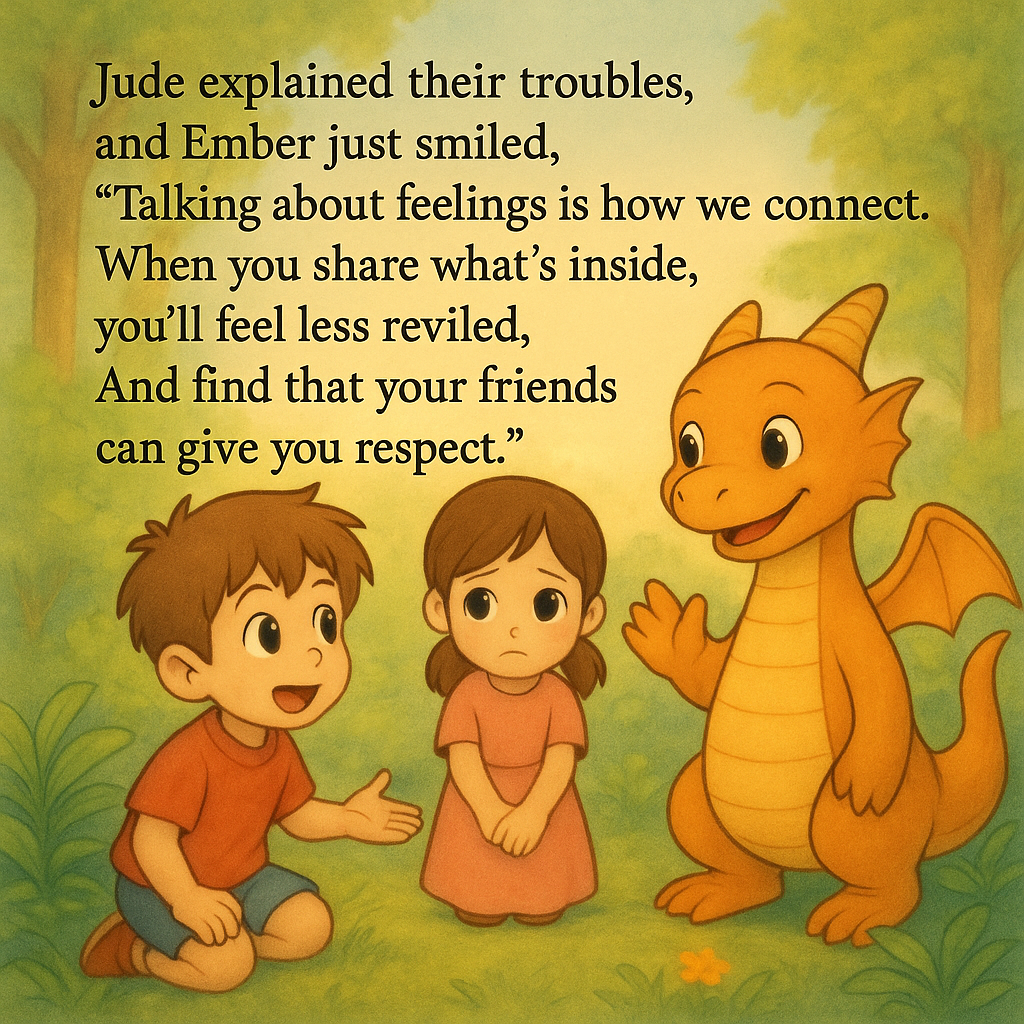 Jude explained their troubles,
and Ember just smiled,
“Talking about feelings is how we connect.
When you share what’s inside,
you’ll feel less reviled,
And find that your friends
can give you respect.”